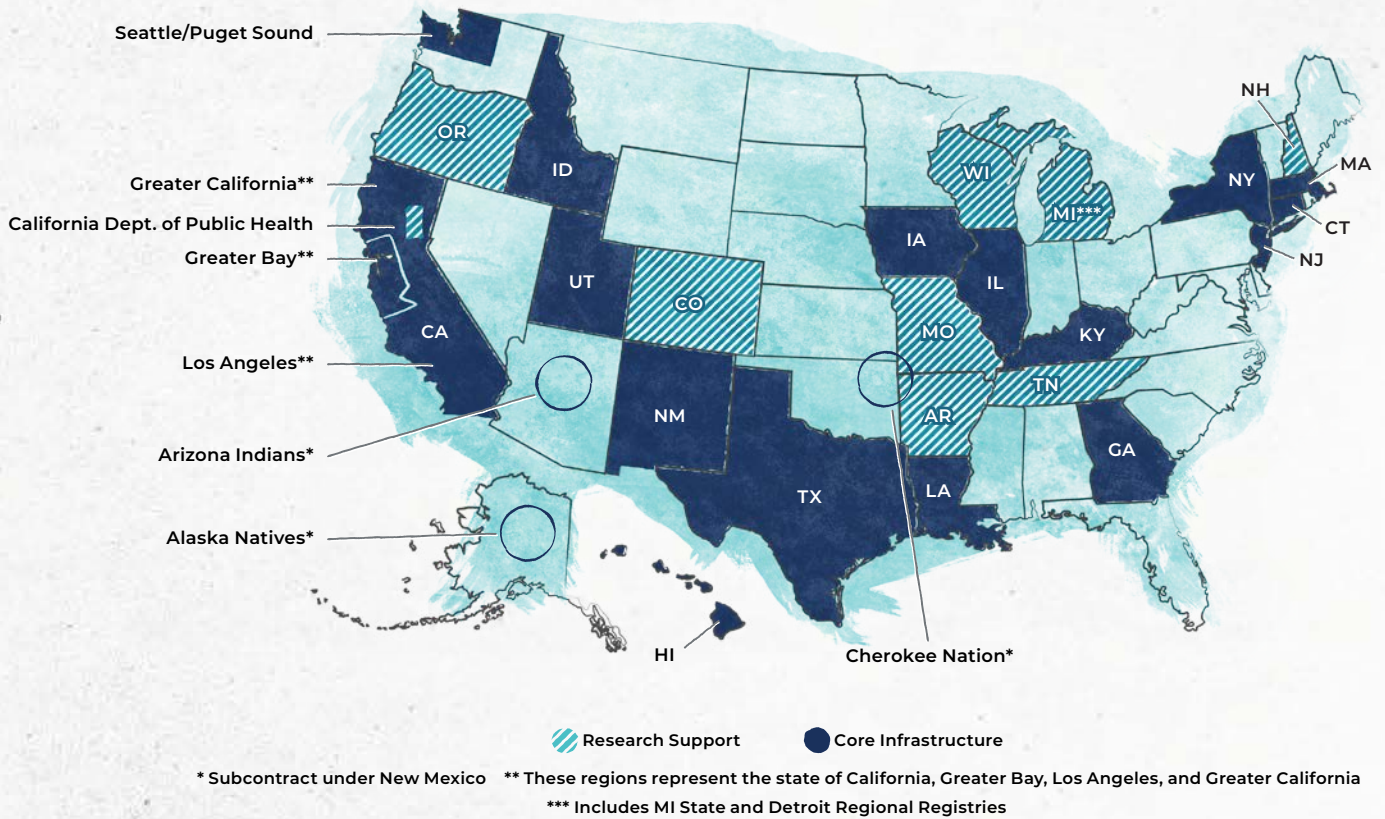 Seattle/Puget Sound
NH
OR
WI
MA
ID
NY
Greater California**
MI***
California Dept. of Public Health
CT
IA
Greater Bay**
NJ
UT
IL
CO
MO
KY
CA
Los Angeles**
TN
NM
AR
GA
Arizona Indians*
LA
TX
Alaska Natives*
HI
Cherokee Nation*
Research Support
Core Infrastructure
* Subcontract under New Mexico ** These regions represent the state of California, Greater Bay, Los Angeles, and Greater California
*** Includes MI State and Detroit Regional Registries